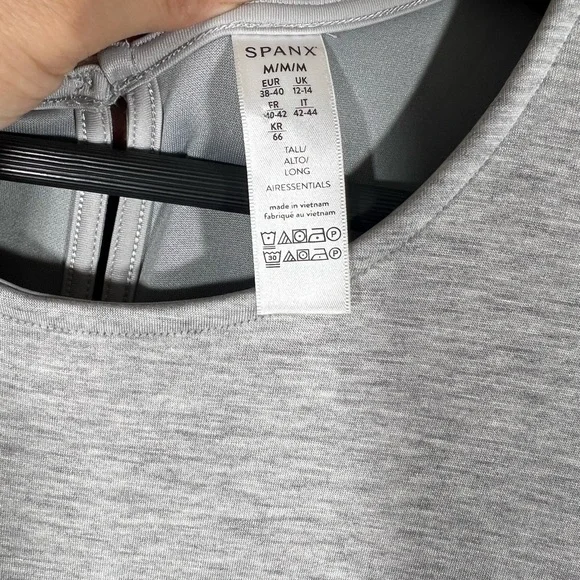 SPANX
M/M/M
EUR UK
38-40 12-14
FR IT
40-42 42-44
KR
66
TALL/
ALTO/
LONG
AIRESSENTIALS
made in vietnam
fabriqué au vietnam
P
30 P